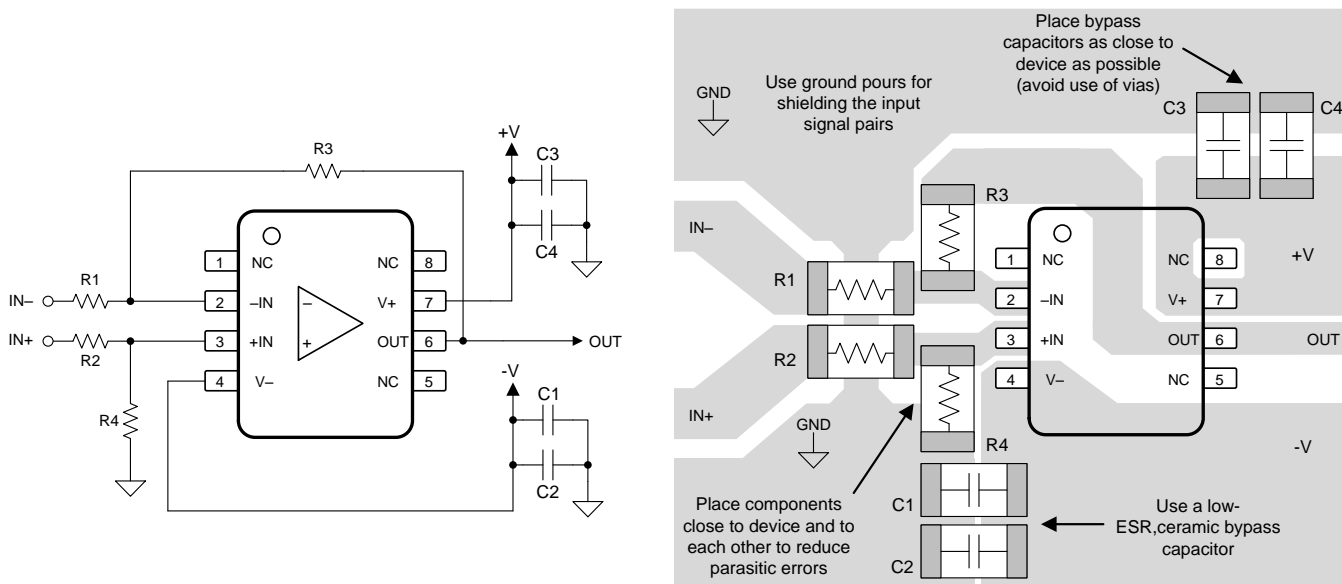 R3
+V
C3
C4
1
NC
NC
8
IN–
R1
2
–IN
V+
7
–
IN+
R2
3
+IN
+
OUT
6
OUT
4
V–
NC
5
R4
-V
C1
C2
Place bypass
capacitors as close to
device as possible
(avoid use of vias)
GND
Use ground pours for
shielding the input
signal pairs
C3
C4
R3
IN–
1
NC
NC
8
+V
R1
2
–IN
V+
7
3
+IN
OUT
6
OUT
R2
4
V–
NC
5
IN+
GND
R4
-V
Place components
close to device and to
each other to reduce
parasitic errors
C1
C2
Use a low-
ESR,ceramic bypass
capacitor